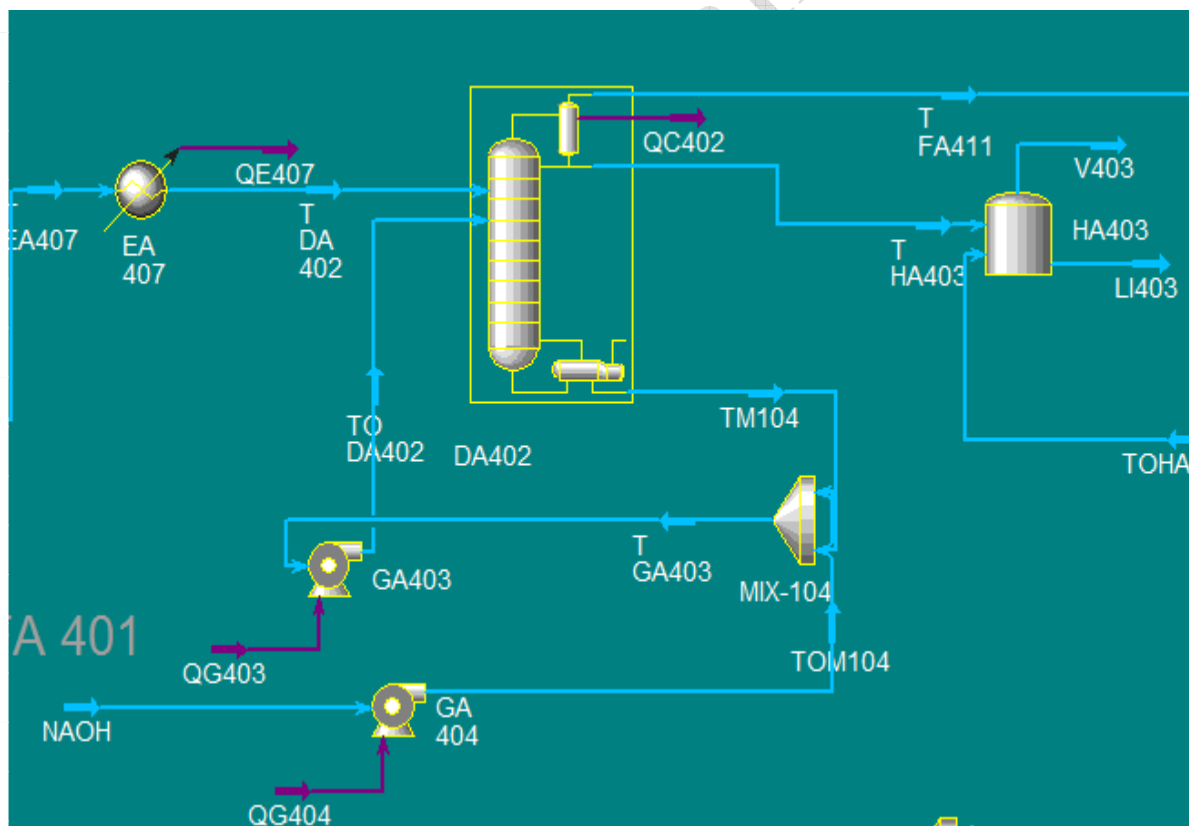 QC402
T
FA411
V403
QE407
T
EA407
EA
407
T
DA
402
HA403
T
HA403
LI403
TO
DA402
DA402
TM104
TOHA
T
GA403
MIX-104
GA403
A 401
QG403
TOM104
NAOH
GA
404
QG404